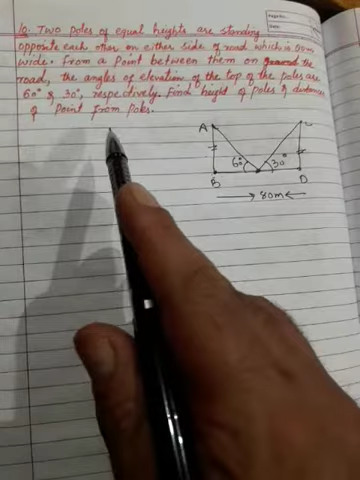 10. Two poles of equal heights are standing
opposite each other on either side of road which is 80m
wide. From a Point between them on the
road, the angles of elevation of the top of the poles are
60° & 30°, respectively. Find height of poles & distances
of Point from Poles.
A
60° 30°
B D
80m